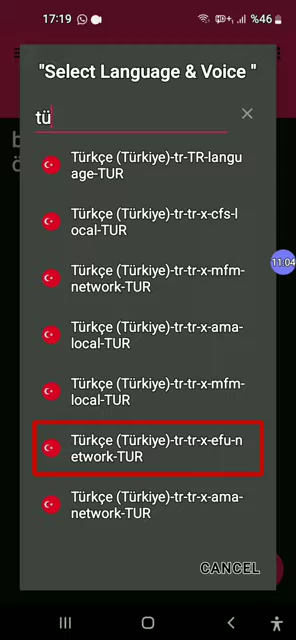 17:19 %46
"Select Language & Voice "
tü
Türkçe (Türkiye)-tr-TR-langu
age-TUR
Türkçe (Türkiye)-tr-tr-x-cfs-l
ocal-TUR
Türkçe (Türkiye)-tr-tr-x-mfm-
network-TUR
11:04
Türkçe (Türkiye)-tr-tr-x-ama-
local-TUR
Türkçe (Türkiye)-tr-tr-x-mfm-
local-TUR
Türkçe (Türkiye)-tr-tr-x-efu-n
etwork-TUR
Türkçe (Türkiye)-tr-tr-x-ama-
network-TUR
CANCEL